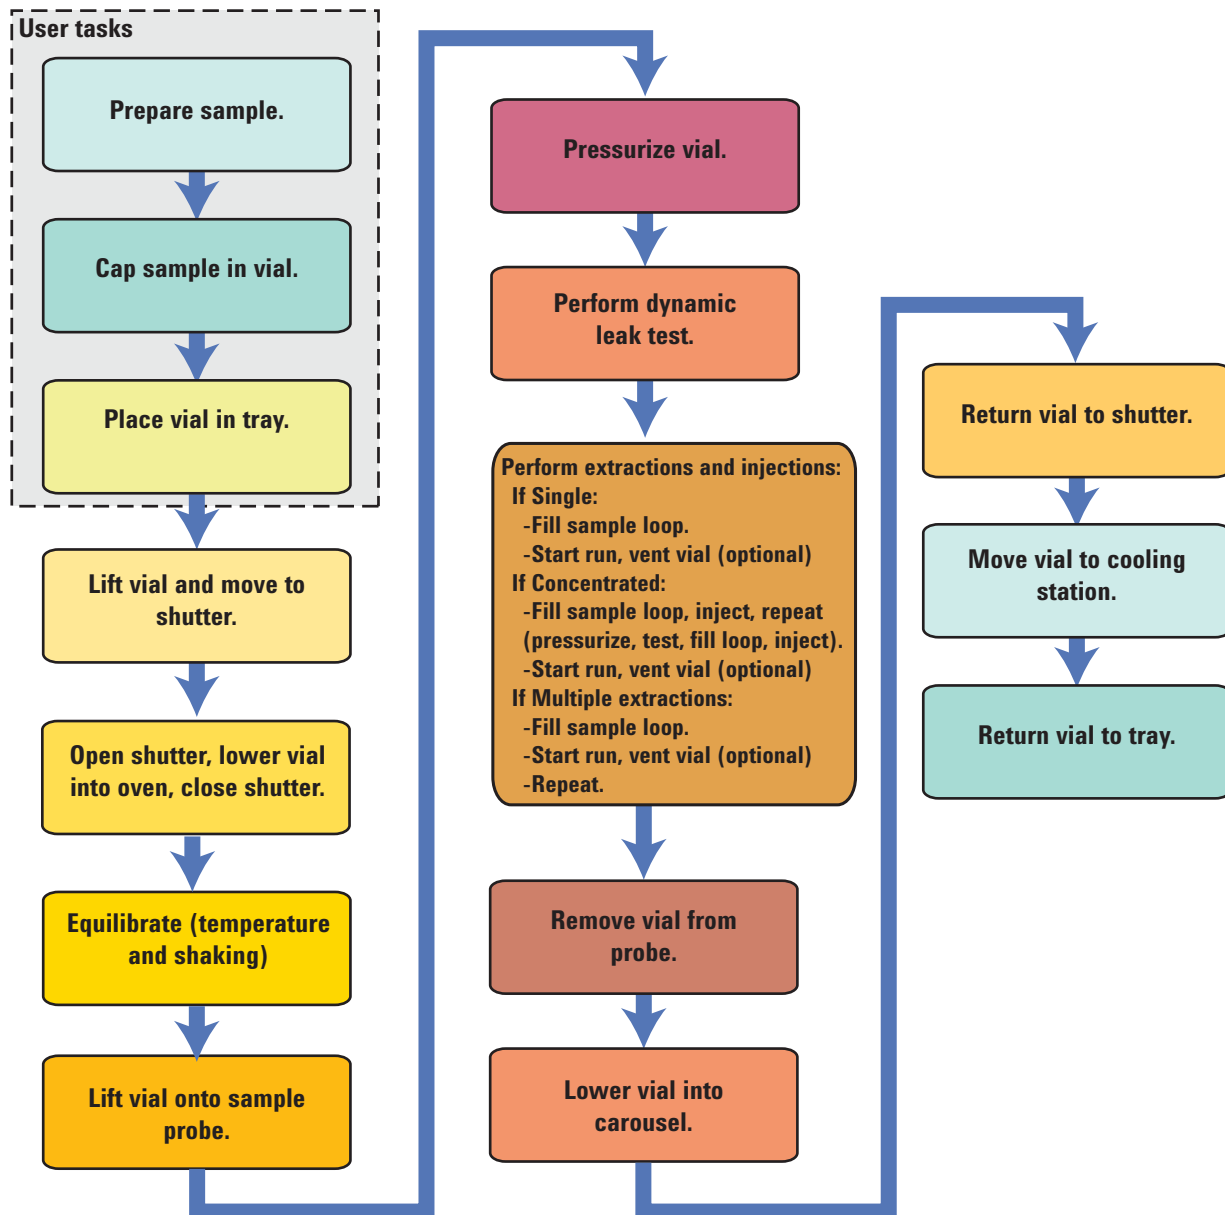 User tasks
Prepare sample.
Cap sample in vial.
Place vial in tray.
Lift vial and move to
shutter.
Open shutter, lower vial
into oven, close shutter.
Equilibrate (temperature
and shaking)
Lift vial onto sample
probe.
Pressurize vial.
Perform dynamic
leak test.
Perform extractions and injections:
If Single:
-Fill sample loop.
-Start run, vent vial (optional)
If Concentrated:
-Fill sample loop, inject, repeat
(pressurize, test, fill loop, inject).
-Start run, vent vial (optional)
If Multiple extractions:
-Fill sample loop.
-Start run, vent vial (optional)
-Repeat.
Remove vial from
probe.
Lower vial into
carousel.
Return vial to shutter.
Move vial to cooling
station.
Return vial to tray.